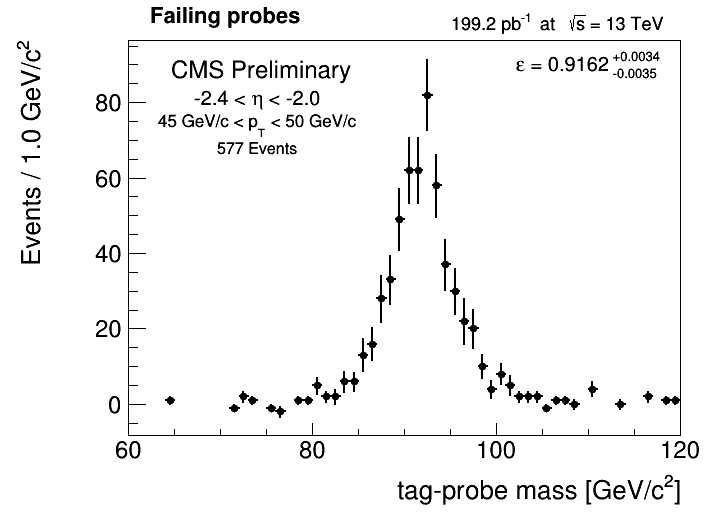 Failing probes
199.2 pb⁻¹ at √s = 13 TeV
CMS Preliminary
-2.4 < η < -2.0
45 GeV/c < p_T < 50 GeV/c
577 Events
ε = 0.9162 +0.0034 -0.0035
Events / 1.0 GeV/c²
80
60
40
20
0
60 80 100 120
tag-probe mass [GeV/c²]